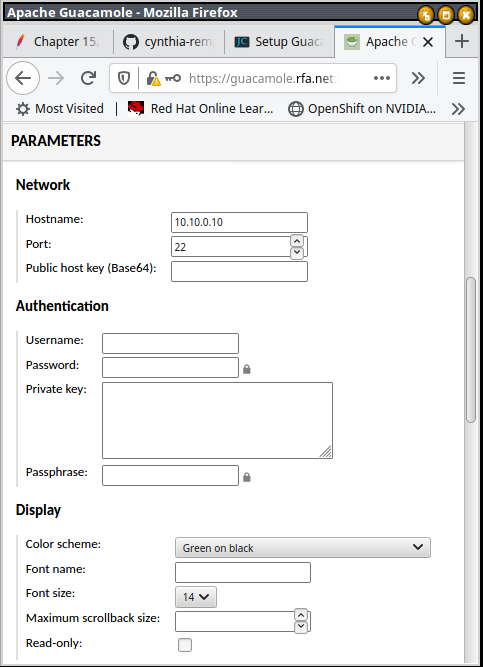 Apache Guacamole - Mozilla Firefox
Chapter 15. cynthia-rem Setup Guac Apache G
https://guacamole.rfa.net
Most Visited Red Hat Online Lear... OpenShift on NVIDIA...
PARAMETERS
Network
Hostname: 10.10.0.10
Port: 22
Public host key (Base64):
Authentication
Username:
Password:
Private key:
Passphrase:
Display
Color scheme: Green on black
Font name:
Font size: 14
Maximum scrollback size:
Read-only: